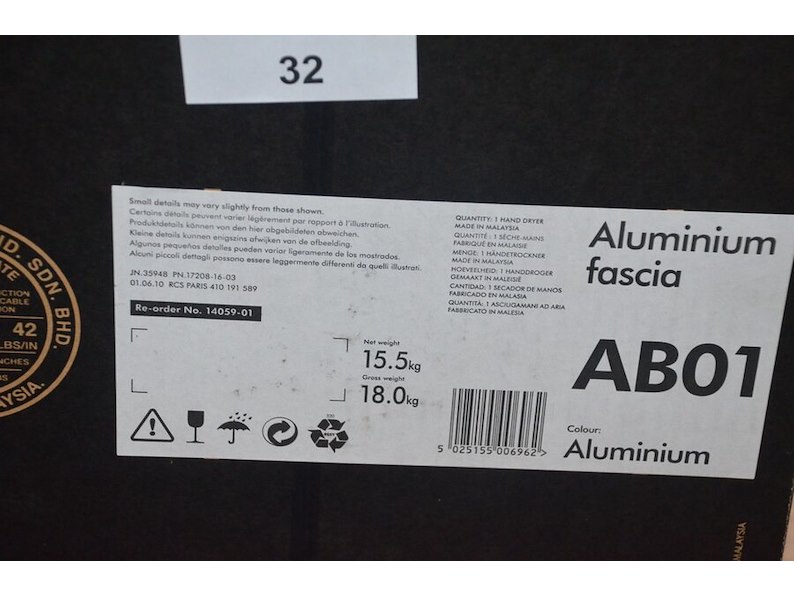 32
Small details may vary slightly from those shown.
Certains détails peuvent varier légèrement par rapport à l'illustration.
Produktdetails können von den hier abgebildeten abweichen.
Kleine details kunnen enigszins afwijken van de afbeelding.
Algunos pequeños detalles pueden variar ligeramente de los mostrados.
Alcuni piccoli dettagli possono essere leggermente differenti da quelli illustrati
JN.35948 PN.17208-16-03
01.06.10 RCS PARIS 410 191 589
Re-order No. 14059-01
Net weight
15.5kg
Gross weight
18.0kg
QUANTITY: 1 HAND DRYER
MADE IN MALAYSIA
QUANTITÉ : 1 SÈCHE-MAINS
FABRIQUÉ EN MALAISIE
MENGE: 1 HÄNDETROCKNER
MADE IN MALAYSIA
HOEVEELHEID: 1 HANDDROGER
GEMAAKT IN MALEISIË
CANTIDAD: 1 SECADOR DE MANOS
FABRICADO EN MALASIA
QUANTITÀ: 1 ASCIUGAMANI AD ARIA
FABBRICATO IN MALESIA
5 025155 006962 >
Aluminium
fascia
AB01
Colour:
Aluminium
SDN. BHD.
42
LBS/IN
MALAYSIA